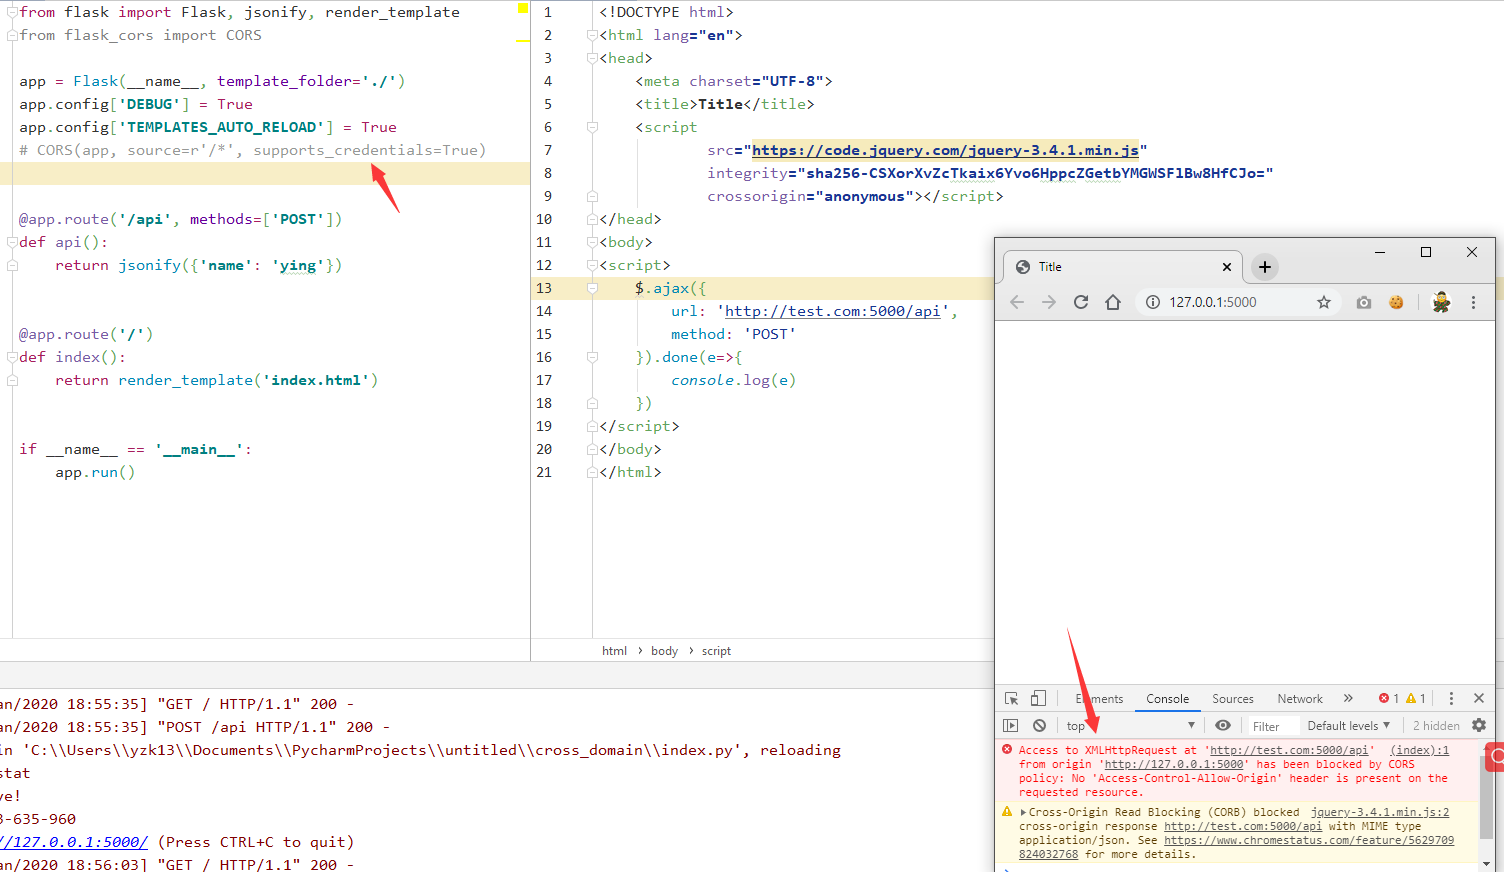 from flask import Flask, jsonify, render_template
from flask_cors import CORS
app = Flask(__name__, template_folder='./')
app.config['DEBUG'] = True
app.config['TEMPLATES_AUTO_RELOAD'] = True
# CORS(app, source=r'/*', supports_credentials=True)
@app.route('/api', methods=['POST'])
def api():
    return jsonify({'name': 'ying'})
@app.route('/')
def index():
    return render_template('index.html')
if __name__ == '__main__':
    app.run()
1 <!DOCTYPE html>
2 <html lang="en">
3 <head>
4     <meta charset="UTF-8">
5     <title>Title</title>
6     <script
7             src="https://code.jquery.com/jquery-3.4.1.min.js"
8             integrity="sha256-CSXorXvZcTkaix6Yvo6HppcZGetbYMGWSFlBw8HfCJo="
9             crossorigin="anonymous"></script>
10 </head>
11 <body>
12 <script>
13     $.ajax({
14         url: 'http://test.com:5000/api',
15         method: 'POST'
16     }).done(e=>{
17         console.log(e)
18     })
19 </script>
20 </body>
21 </html>
html › body › script
an/2020 18:55:35] "GET / HTTP/1.1" 200 -
an/2020 18:55:35] "POST /api HTTP/1.1" 200 -
in 'C:\\Users\\yzk13\\Documents\\PycharmProjects\\untitled\\cross_domain\\index.py', reloading
stat
ve!
3-635-960
//127.0.0.1:5000/ (Press CTRL+C to quit)
an/2020 18:56:03] "GET / HTTP/1.1" 200 -
Title
127.0.0.1:5000
Elements Console Sources Network » 1 1
top Filter Default levels 2 hidden
Access to XMLHttpRequest at 'http://test.com:5000/api' (index):1
from origin 'http://127.0.0.1:5000' has been blocked by CORS
policy: No 'Access-Control-Allow-Origin' header is present on the
requested resource.
Cross-Origin Read Blocking (CORB) blocked jquery-3.4.1.min.js:2
cross-origin response http://test.com:5000/api with MIME type
application/json. See https://www.chromestatus.com/feature/5629709
824032768 for more details.